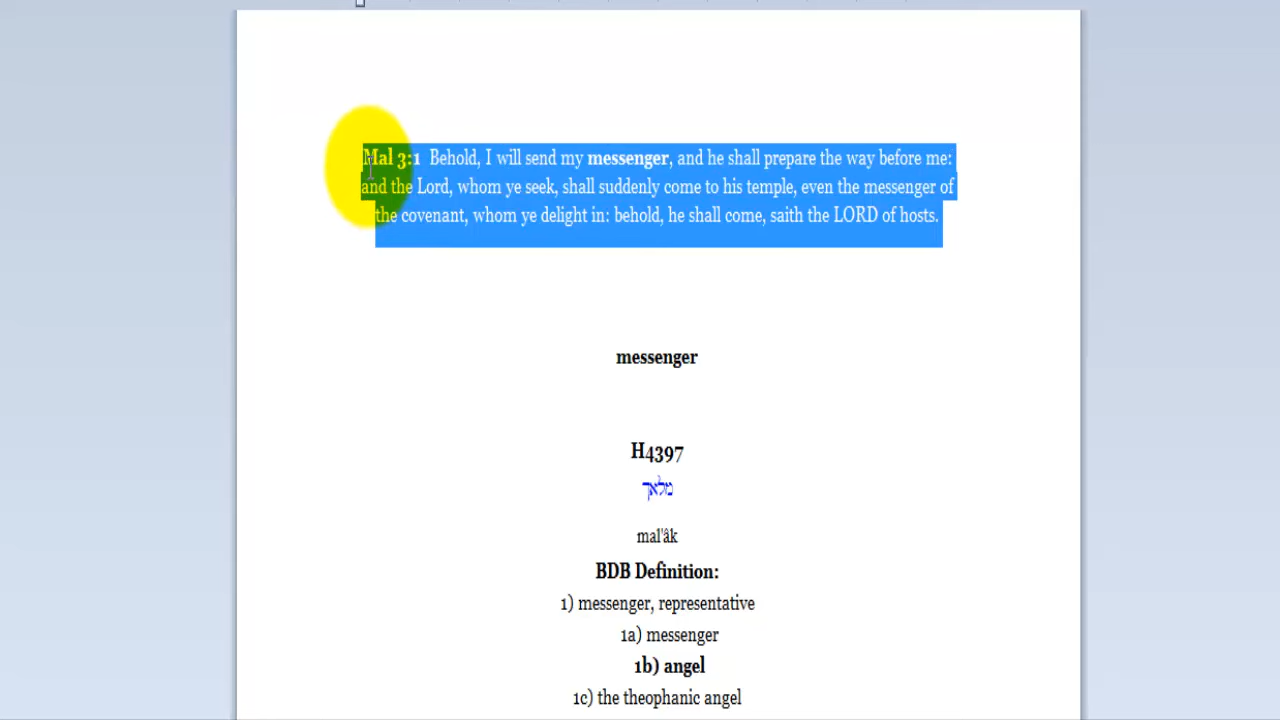 Mal 3:1 Behold, I will send my messenger, and he shall prepare the way before me:
and the Lord, whom ye seek, shall suddenly come to his temple, even the messenger of
the covenant, whom ye delight in: behold, he shall come, saith the LORD of hosts.
messenger
H4397
מלאך
mal'âk
BDB Definition:
1) messenger, representative
1a) messenger
1b) angel
1c) the theophanic angel